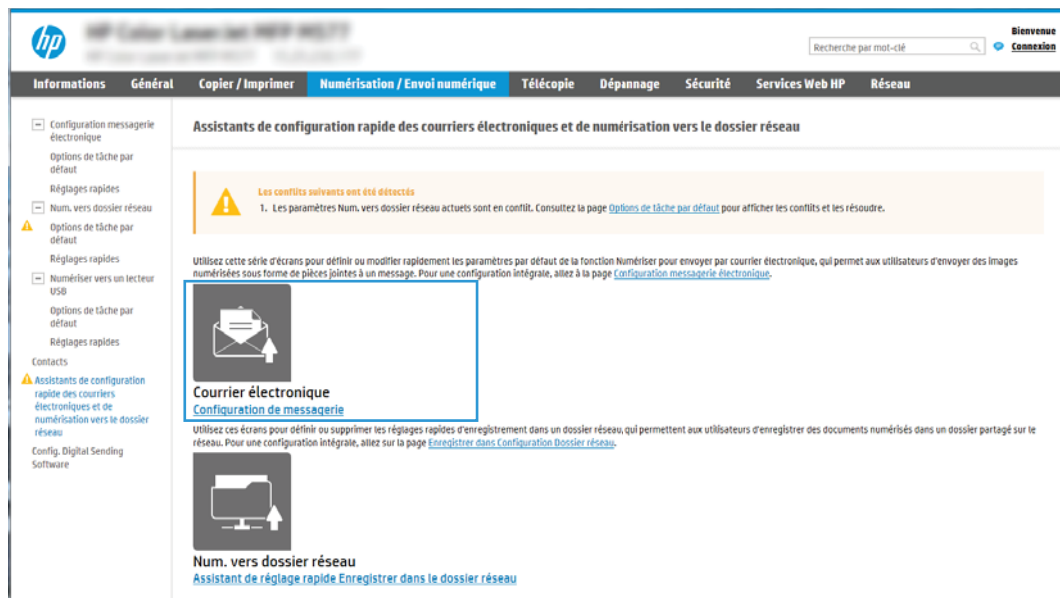 hp
Bienvenue
Recherche par mot-clé
Connexion
Informations Général Copier / Imprimer Numérisation / Envoi numérique Télécopie Dépannage Sécurité Services Web HP Réseau
Configuration messagerie
électronique
Options de tâche par
défaut
Réglages rapides
Num. vers dossier réseau
Options de tâche par
défaut
Réglages rapides
Numériser vers un lecteur
USB
Options de tâche par
défaut
Réglages rapides
Contacts
Assistants de configuration
rapide des courriers
électroniques et de
numérisation vers le dossier
réseau
Config. Digital Sending
Software
Assistants de configuration rapide des courriers électroniques et de numérisation vers le dossier réseau
Les conflits suivants ont été détectés
1. Les paramètres Num. vers dossier réseau actuels sont en conflit. Consultez la page Options de tâche par défaut pour afficher les conflits et les résoudre.
Utilisez cette série d'écrans pour définir ou modifier rapidement les paramètres par défaut de la fonction Numériser pour envoyer par courrier électronique, qui permet aux utilisateurs d'envoyer des images
numérisées sous forme de pièces jointes à un message. Pour une configuration intégrale, allez à la page Configuration messagerie électronique.
Courrier électronique
Configuration de messagerie
Utilisez ces écrans pour définir ou supprimer les réglages rapides d'enregistrement dans un dossier réseau, qui permettent aux utilisateurs d'enregistrer des documents numérisés dans un dossier partagé sur le
réseau. Pour une configuration intégrale, allez sur la page Enregistrer dans Configuration Dossier réseau.
Num. vers dossier réseau
Assistant de réglage rapide Enregistrer dans le dossier réseau